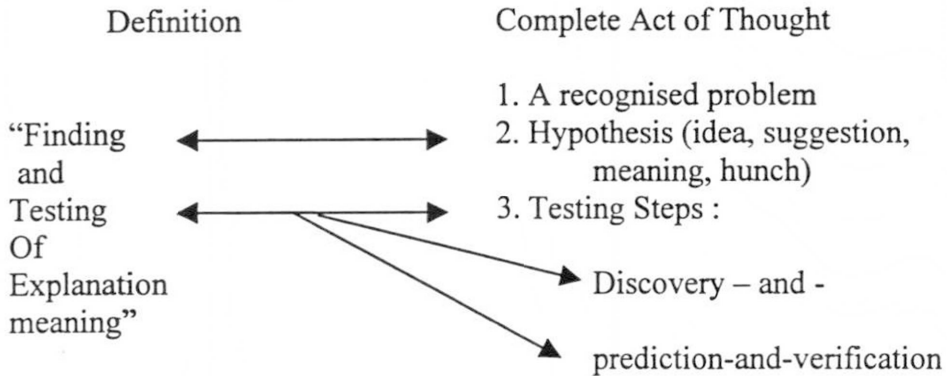 Definition
Complete Act of Thought
“Finding
and
Testing
Of
Explanation
meaning”
1. A recognised problem
2. Hypothesis (idea, suggestion,
meaning, hunch)
3. Testing Steps :
Discovery – and -
prediction-and-verification